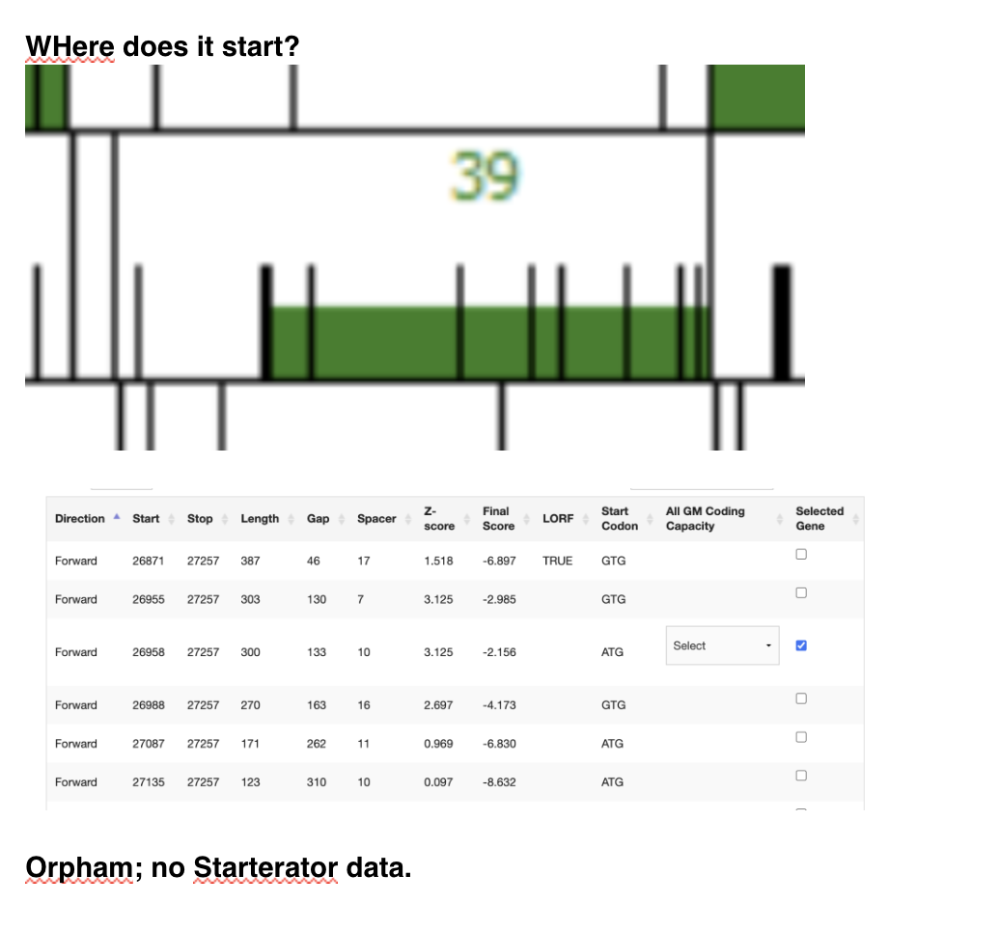 WHere does it start?
39
Direction Start Stop Length Gap Spacer Z-score Final Score LORF Start Codon All GM Coding Capacity Selected Gene
Forward 26871 27257 387 46 17 1.518 -6.897 TRUE GTG
Forward 26955 27257 303 130 7 3.125 -2.985 GTG
Forward 26958 27257 300 133 10 3.125 -2.156 ATG Select
Forward 26988 27257 270 163 16 2.697 -4.173 GTG
Forward 27087 27257 171 262 11 0.969 -6.830 ATG
Forward 27135 27257 123 310 10 0.097 -8.632 ATG
Orpham; no Starterator data.